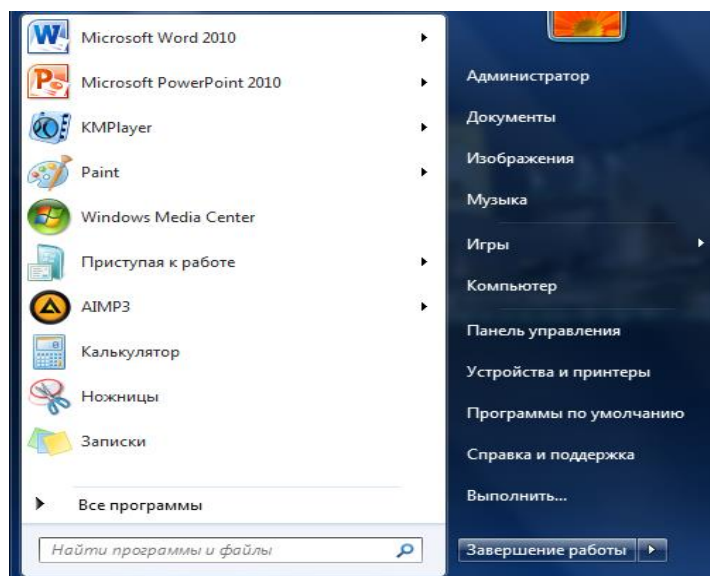 Microsoft Word 2010
Microsoft PowerPoint 2010
KMPlayer
Paint
Windows Media Center
Приступая к работе
AIMP3
Калькулятор
Ножницы
Записки
Все программы
Найти программы и файлы
Администратор
Документы
Изображения
Музыка
Игры
Компьютер
Панель управления
Устройства и принтеры
Программы по умолчанию
Справка и поддержка
Выполнить...
Завершение работы